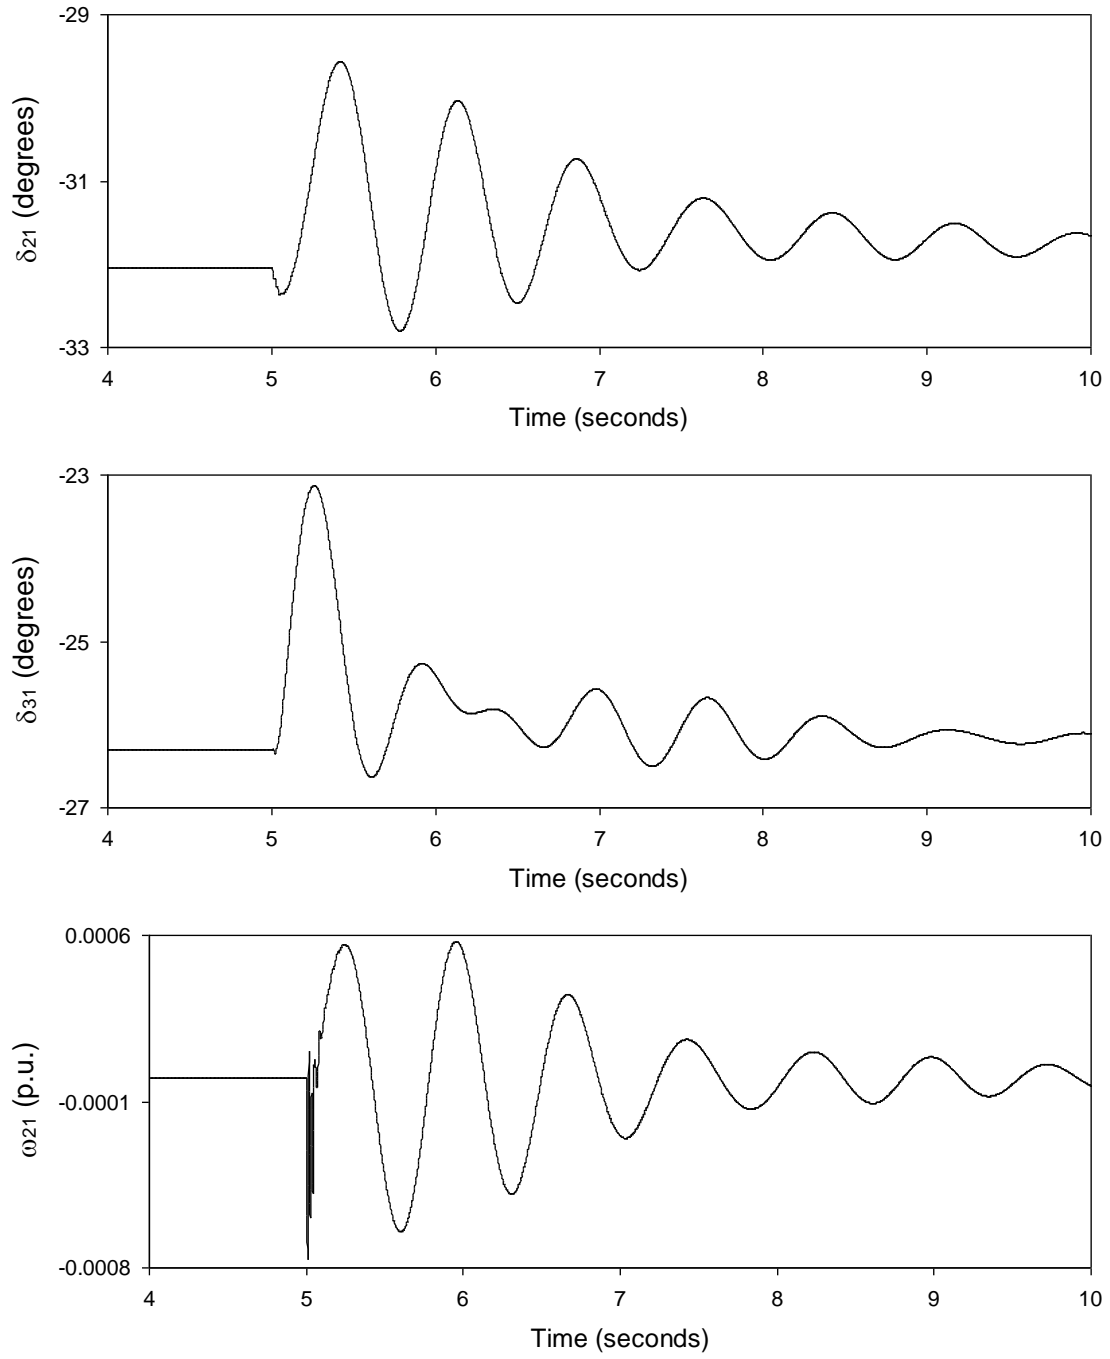 -29
-31
-33
δ21 (degrees)
4 5 6 7 8 9 10
Time (seconds)
-23
-25
-27
δ31 (degrees)
4 5 6 7 8 9 10
Time (seconds)
0.0006
-0.0001
-0.0008
ω21 (p.u.)
4 5 6 7 8 9 10
Time (seconds)